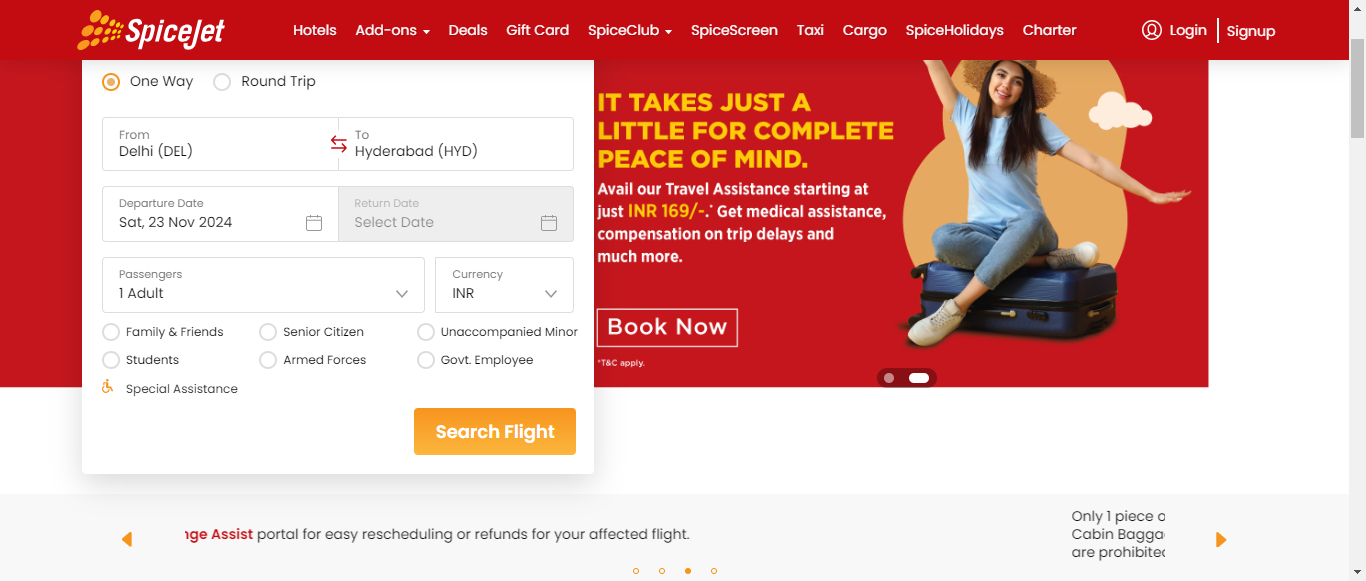 SpiceJet
Hotels
Add-ons
Deals
Gift Card
SpiceClub
SpiceScreen
Taxi
Cargo
SpiceHolidays
Charter
Login
Signup
One Way
Round Trip
From
Delhi (DEL)
To
Hyderabad (HYD)
Departure Date
Sat, 23 Nov 2024
Return Date
Select Date
Passengers
1 Adult
Currency
INR
Family & Friends
Senior Citizen
Unaccompanied Minor
Students
Armed Forces
Govt. Employee
Special Assistance
Search Flight
IT TAKES JUST A
LITTLE FOR COMPLETE
PEACE OF MIND.
Avail our Travel Assistance starting at
just INR 169/-.* Get medical assistance,
compensation on trip delays and
much more.
Book Now
*T&C apply.
nge Assist portal for easy rescheduling or refunds for your affected flight.
Only 1 piece o
Cabin Bagga
are prohibited